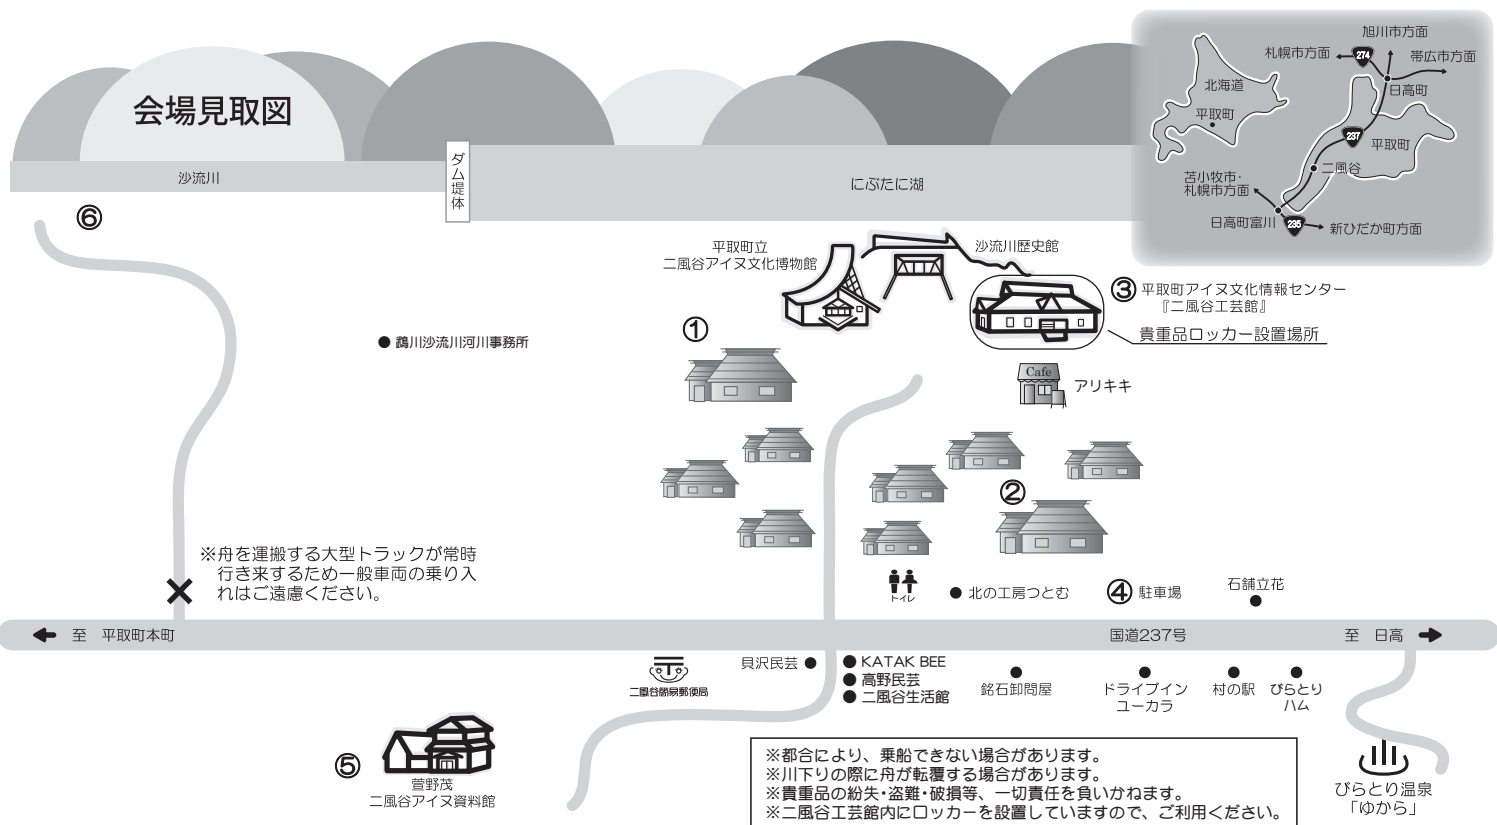 会場見取図
沙流川
ダム堤体
にぶたに湖
旭川市方面
札幌市方面
274
帯広市方面
北海道
日高町
平取町
237
平取町
二風谷
苫小牧市・
札幌市方面
日高町富川
235
新ひだか町方面
⑥
平取町立
二風谷アイヌ文化博物館
沙流川歴史館
③平取町アイヌ文化情報センター
『二風谷工芸館』
貴重品ロッカー設置場所
●鵡川沙流川河川事務所
①
Cafe
アリキキ
②
※舟を運搬する大型トラックが常時
行き来するため一般車両の乗り入
れはご遠慮ください。
トイレ
●北の工房つとむ
④駐車場
石舗立花
至 平取町本町
国道237号
至 日高
二風谷簡易郵便局
貝沢民芸●
●KATAK BEE
●高野民芸
●二風谷生活館
銘石卸問屋
ドライブイン
ユーカラ
村の駅
びらとり
ハム
⑤
萱野茂
二風谷アイヌ資料館
※都合により、乗船できない場合があります。
※川下りの際に舟が転覆する場合があります。
※貴重品の紛失・盗難・破損等、一切責任を負いかねます。
※二風谷工芸館内にロッカーを設置していますので、ご利用ください。
びらとり温泉
「ゆから」